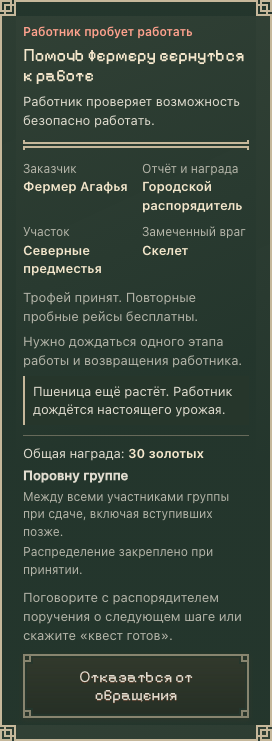 Работник пробует работать
Помочь фермеру вернуться
к работе
Работник проверяет возможность
безопасно работать.
Заказчик
Фермер Агафья
Отчёт и награда
Городской
распорядитель
Участок
Северные
предместья
Замеченный враг
Скелет
Трофей принят. Повторные
пробные рейсы бесплатны.
Нужно дождаться одного этапа
работы и возвращения работника.
Пшеница ещё растёт. Работник
дождётся настоящего урожая.
Общая награда: 30 золотых
Поровну группе
Между всеми участниками группы
при сдаче, включая вступивших
позже.
Распределение закреплено при
принятии.
Поговорите с распорядителем
поручения о следующем шаге или
скажите «квест готов».
Отказаться от
обращения